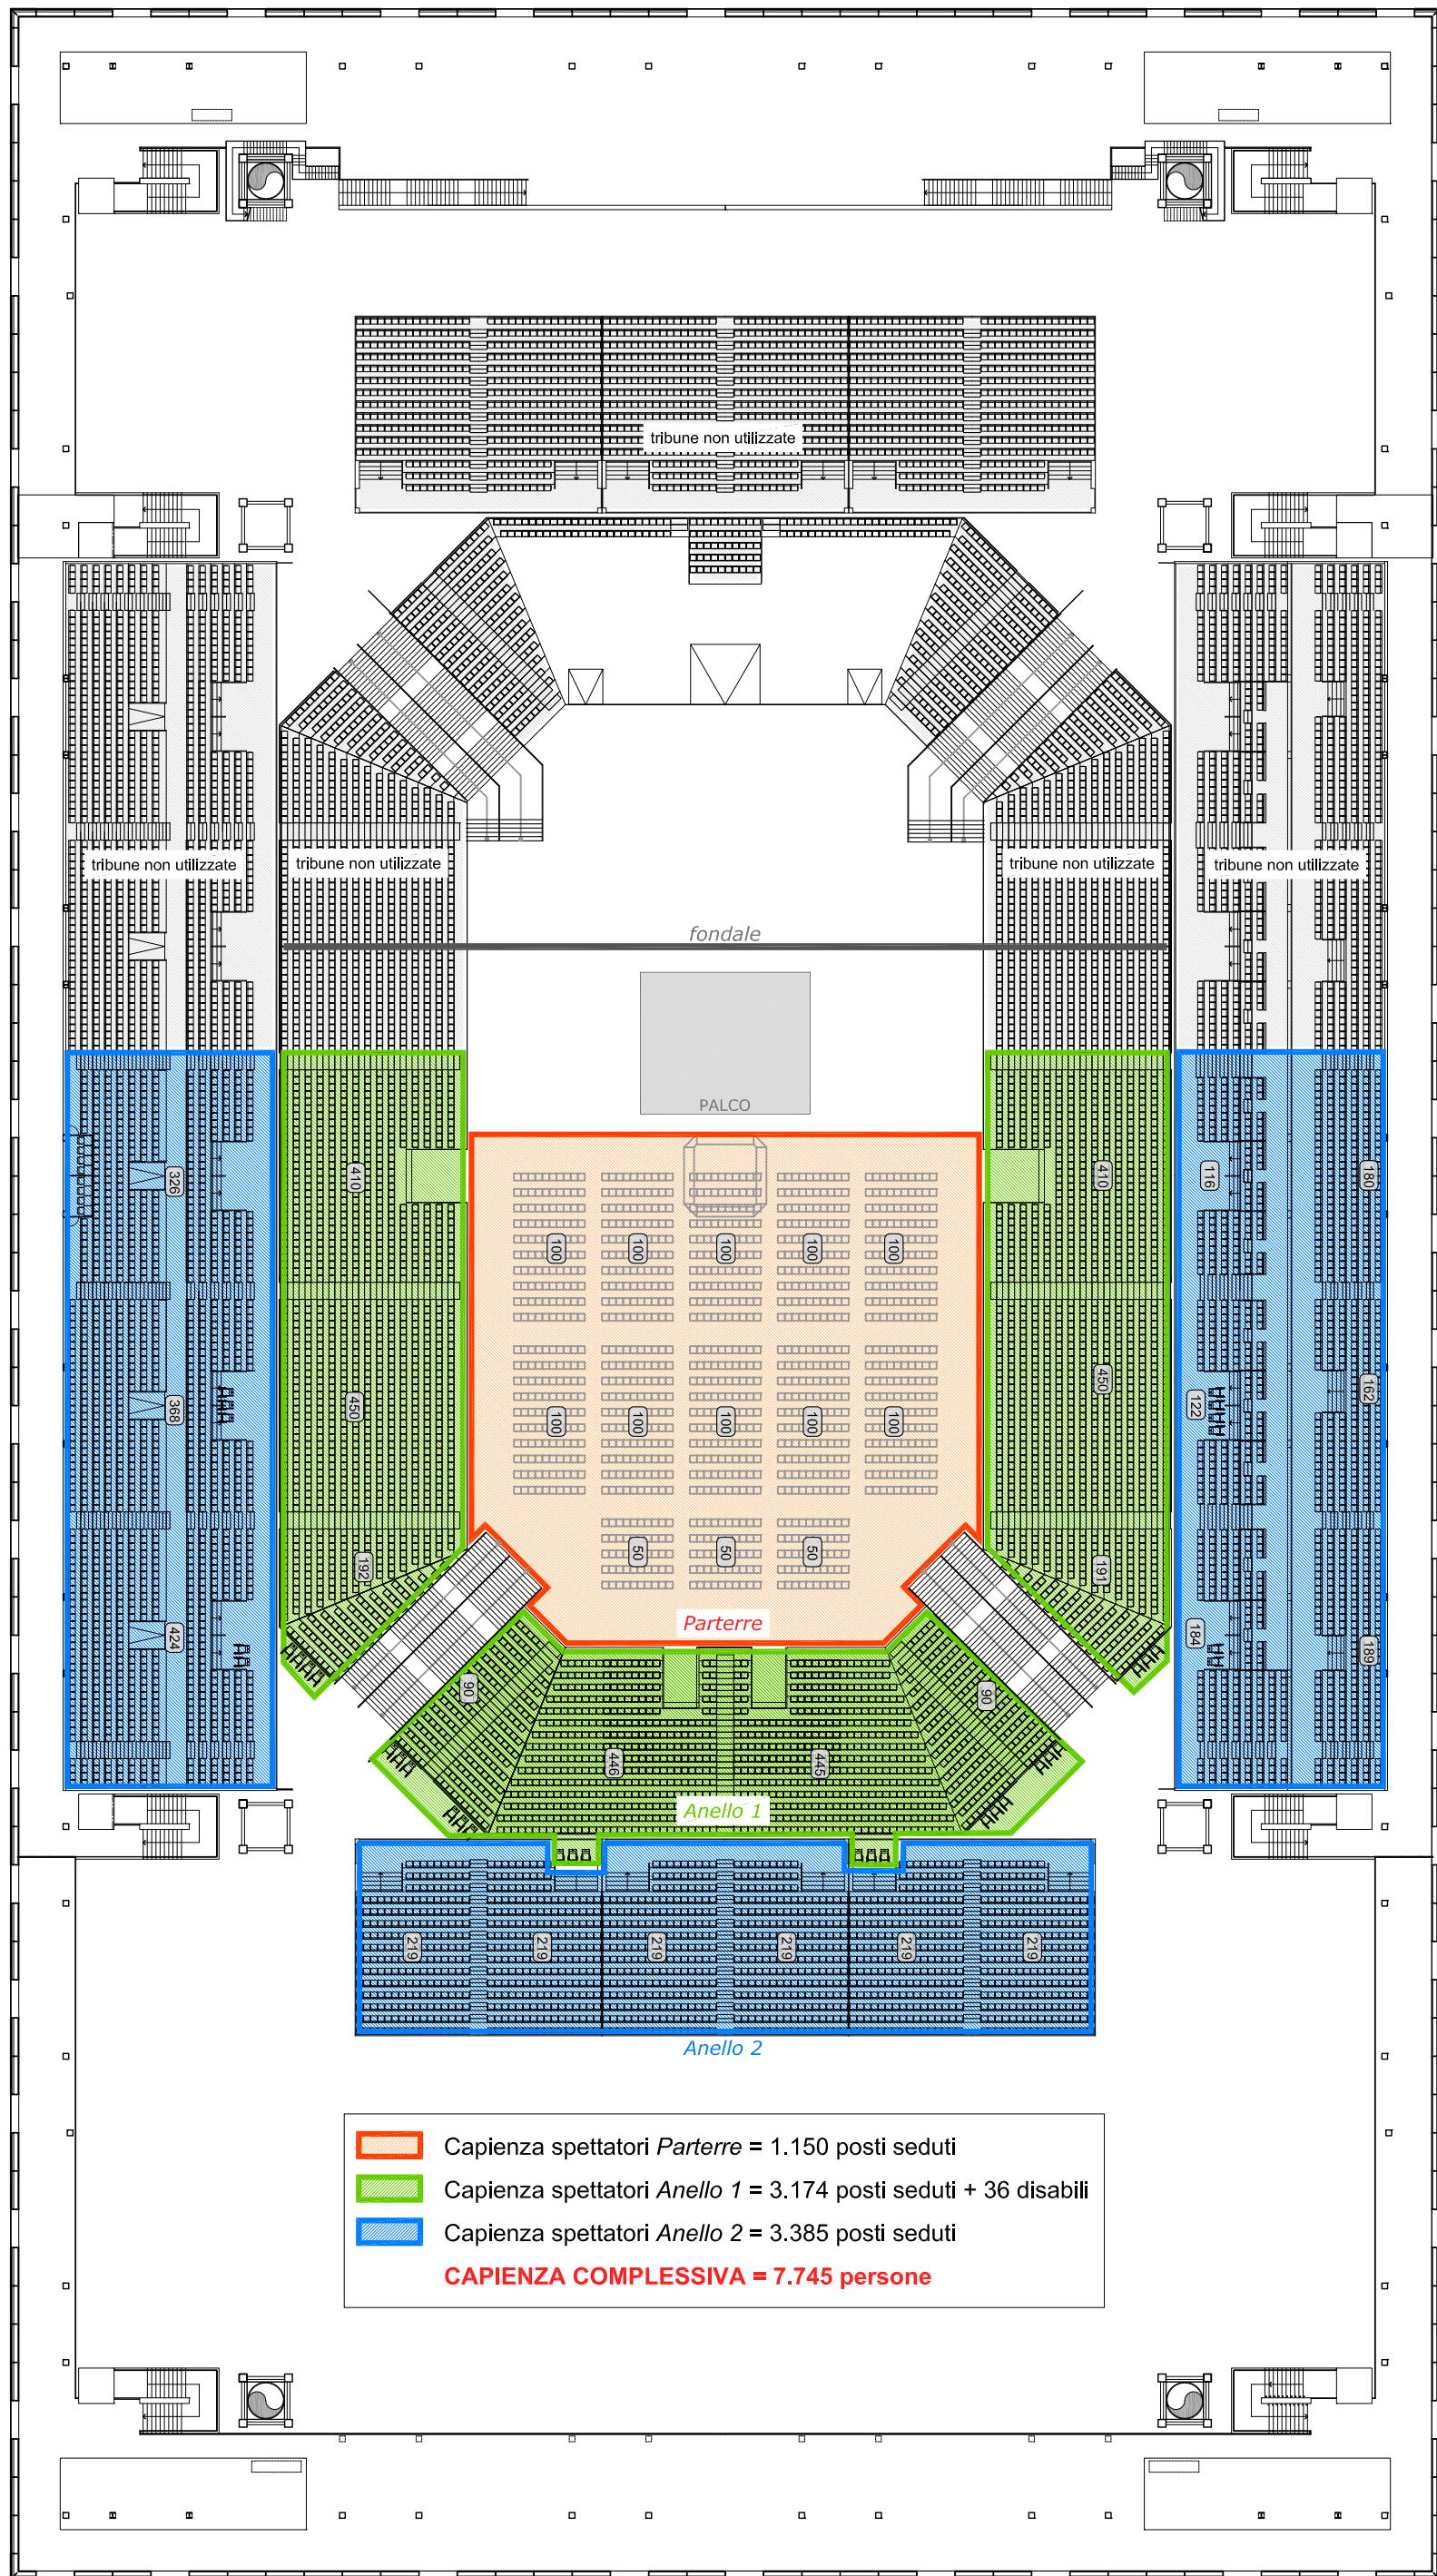 tribune non utilizzate
tribune non utilizzate
tribune non utilizzate
tribune non utilizzate
tribune non utilizzate
fondale
PALCO
326
410
410
116
180
100
100
100
100
100
368
450
450
122
162
100
100
100
100
100
424
192
50
50
50
191
184
189
Parterre
90
90
446
445
Anello 1
219
219
219
219
219
219
Anello 2
Capienza spettatori Parterre = 1.150 posti seduti
Capienza spettatori Anello 1 = 3.174 posti seduti + 36 disabili
Capienza spettatori Anello 2 = 3.385 posti seduti
CAPIENZA COMPLESSIVA = 7.745 persone